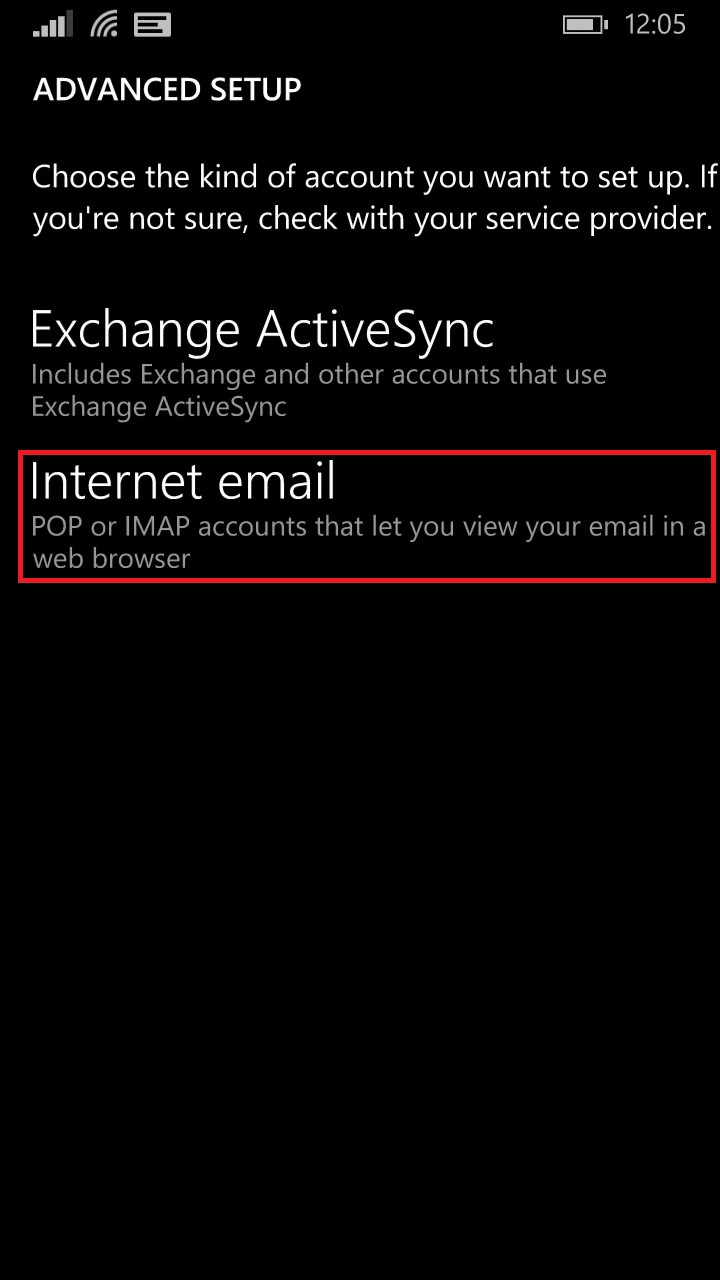 12:05
ADVANCED SETUP
Choose the kind of account you want to set up. If
you're not sure, check with your service provider.
Exchange ActiveSync
Includes Exchange and other accounts that use
Exchange ActiveSync
Internet email
POP or IMAP accounts that let you view your email in a
web browser